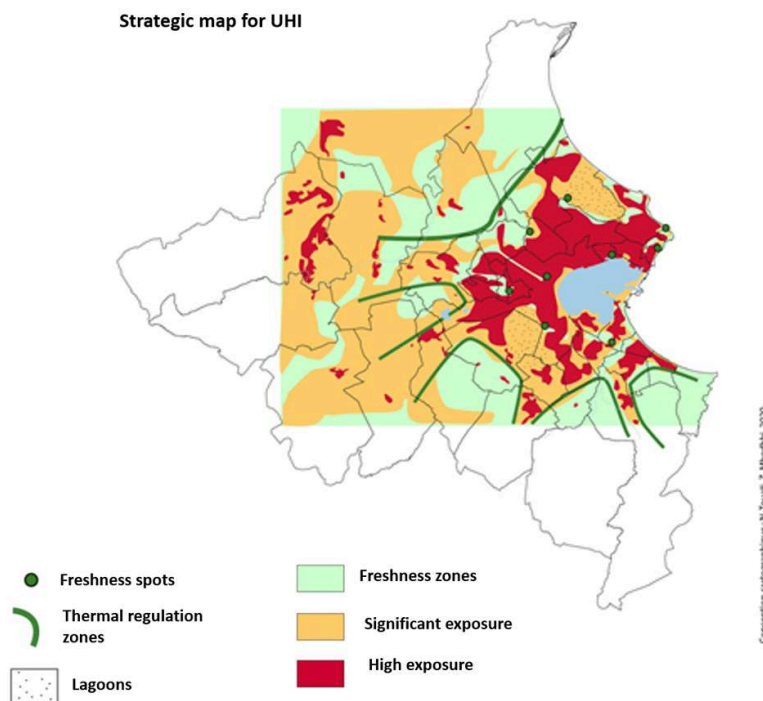 Strategic map for UHI
Freshness spots
Thermal regulation
zones
Lagoons
Freshness zones
Significant exposure
High exposure